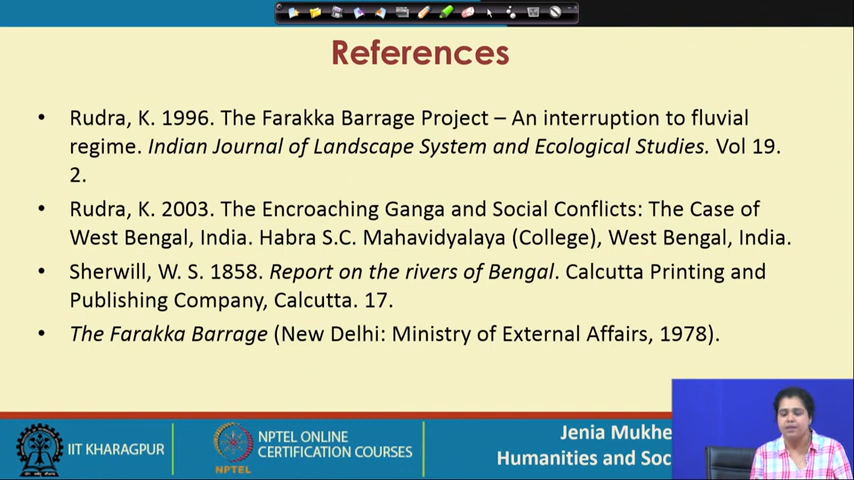 References
• Rudra, K. 1996. The Farakka Barrage Project – An interruption to fluvial
regime. Indian Journal of Landscape System and Ecological Studies. Vol 19.
2.
• Rudra, K. 2003. The Encroaching Ganga and Social Conflicts: The Case of
West Bengal, India. Habra S.C. Mahavidyalaya (College), West Bengal, India.
• Sherwill, W. S. 1858. Report on the rivers of Bengal. Calcutta Printing and
Publishing Company, Calcutta. 17.
• The Farakka Barrage (New Delhi: Ministry of External Affairs, 1978).
IIT KHARAGPUR
NPTEL
NPTEL ONLINE
CERTIFICATION COURSES
Jenia Mukhe
Humanities and Soc